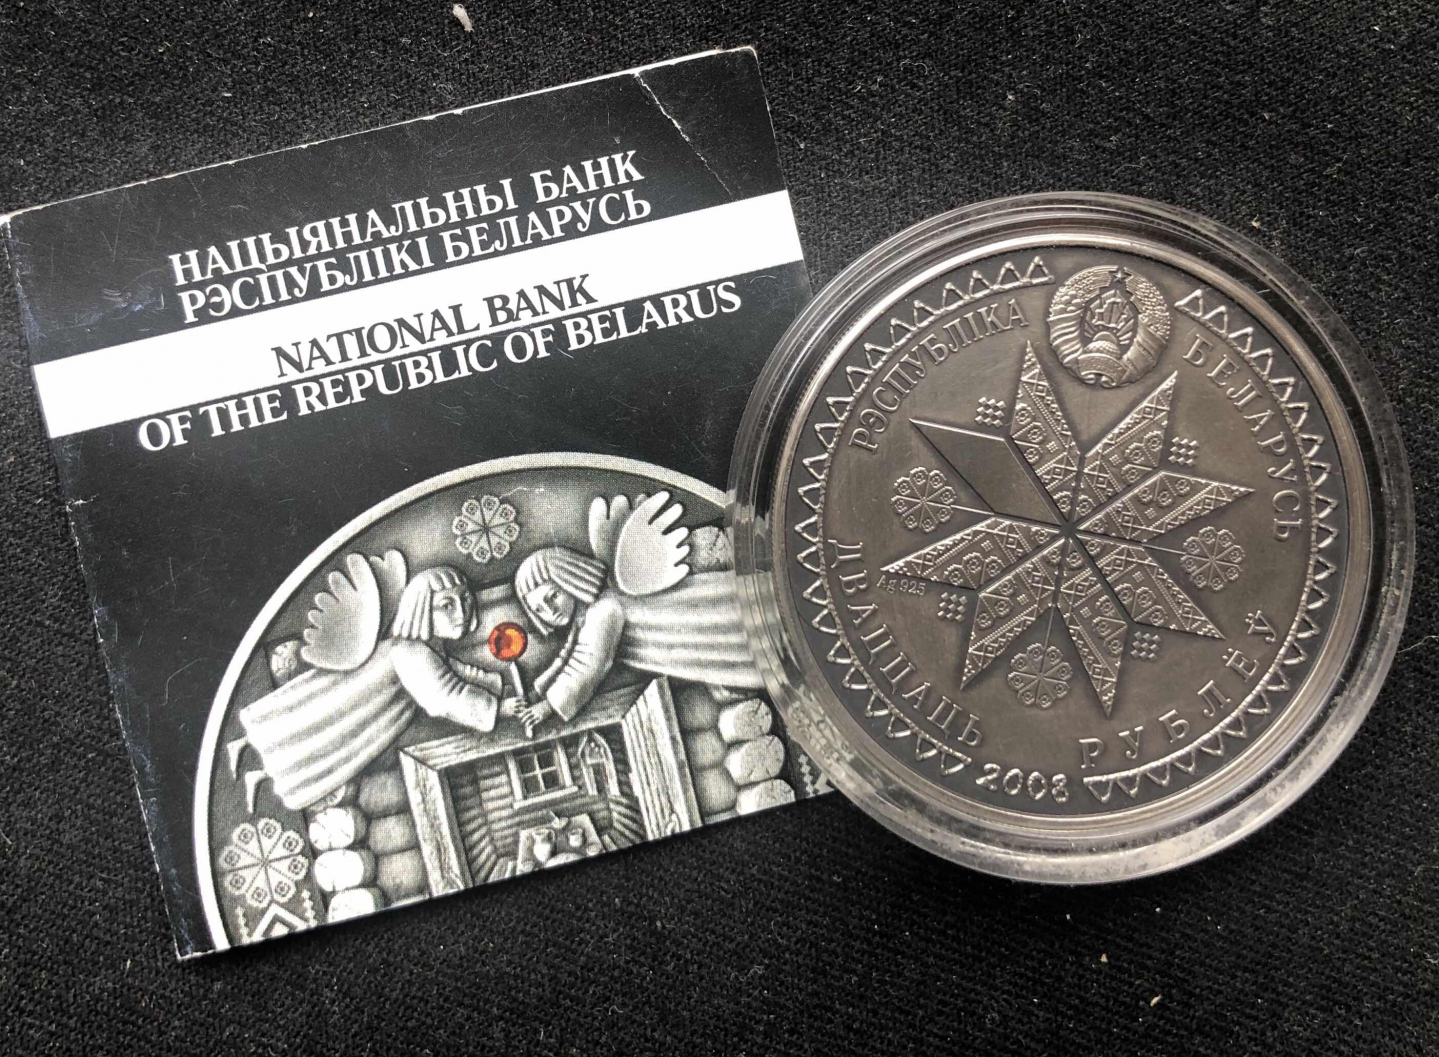 НАЦЫЯНАЛЬНЫ БАНК
РЭСПУБЛІКІ БЕЛАРУСЬ
NATIONAL BANK
OF THE REPUBLIC OF BELARUS
РЭСПУБЛІКА БЕЛАРУСЬ
Ag 925
ДВАЦЦАЦЬ РУБЛЁЎ
2008